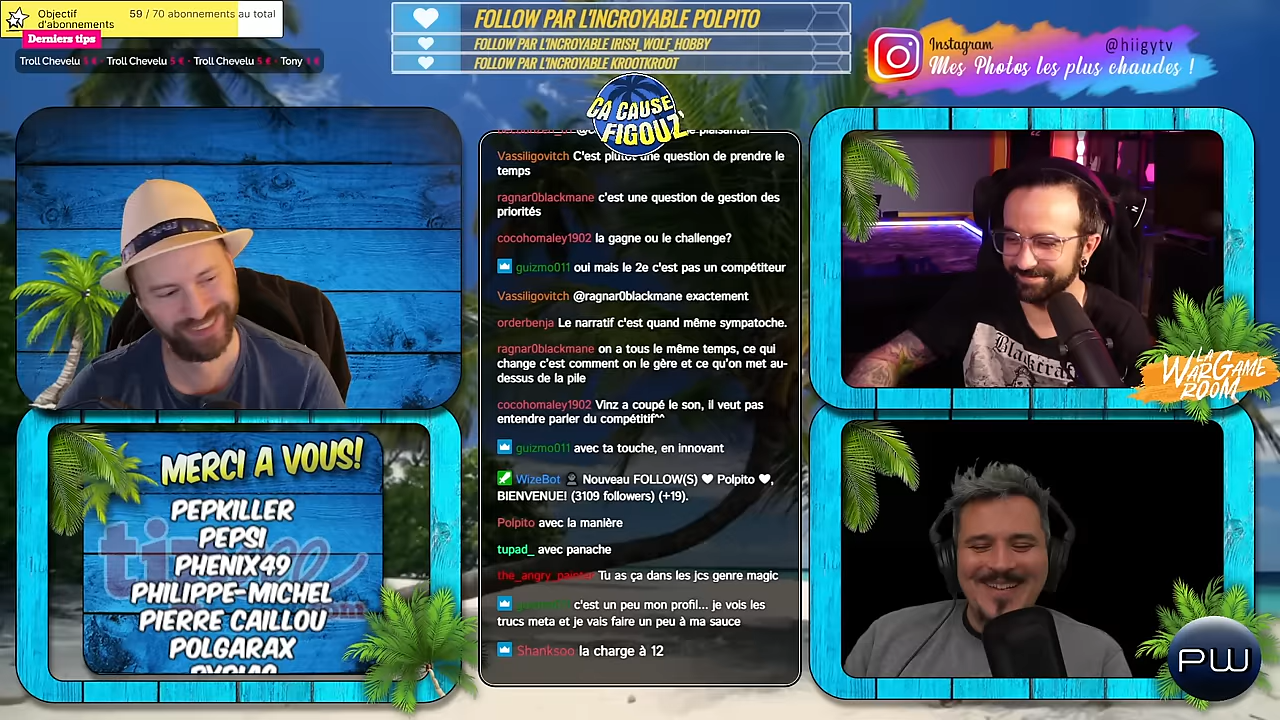 Objectif
d'abonnements
59 / 70 abonnements au total
Derniers tips
Troll Chevelu 5 € · Troll Chevelu 5 € · Troll Chevelu 5 € · Tony
FOLLOW PAR L'INCROYABLE POLPITO
FOLLOW PAR L'INCROYABLE IRISH_WOLF_HOBBY
FOLLOW PAR L'INCROYABLE KROOTKROOT
Instagram
@hiigytv
Mes Photos les plus chaudes !
ÇA CAUSE
FIGOUZ'
plaisantai
Vassiligovitch C'est plutôt une question de prendre le
temps
ragnar0blackmane c'est une question de gestion des
priorités
cocohomaley1902 la gagne ou le challenge?
guizmo011 oui mais le 2e c'est pas un compétiteur
Vassiligovitch @ragnar0blackmane exactement
orderbenja Le narratif c'est quand même sympatoche.
ragnar0blackmane on a tous le même temps, ce qui
change c'est comment on le gère et ce qu'on met au-
dessus de la pile
cocohomaley1902 Vinz a coupé le son, il veut pas
entendre parler du compétitif^^
guizmo011 avec ta touche, en innovant
WizeBot Nouveau FOLLOW(S) ♥ Polpito ♥,
BIENVENUE! (3109 followers) (+19).
Polpito avec la manière
tupad_ avec panache
the_angry_painter Tu as ça dans les jcs genre magic
guizmo011 c'est un peu mon profil... je vois les
trucs meta et je vais faire un peu à ma sauce
Shanksoo la charge à 12
MERCI A VOUS!
PEPKILLER
PEPSI
PHENIX49
PHILIPPE-MICHEL
PIERRE CAILLOU
POLGARAX
Blackcraft
LA
WARGAME
ROOM
PW